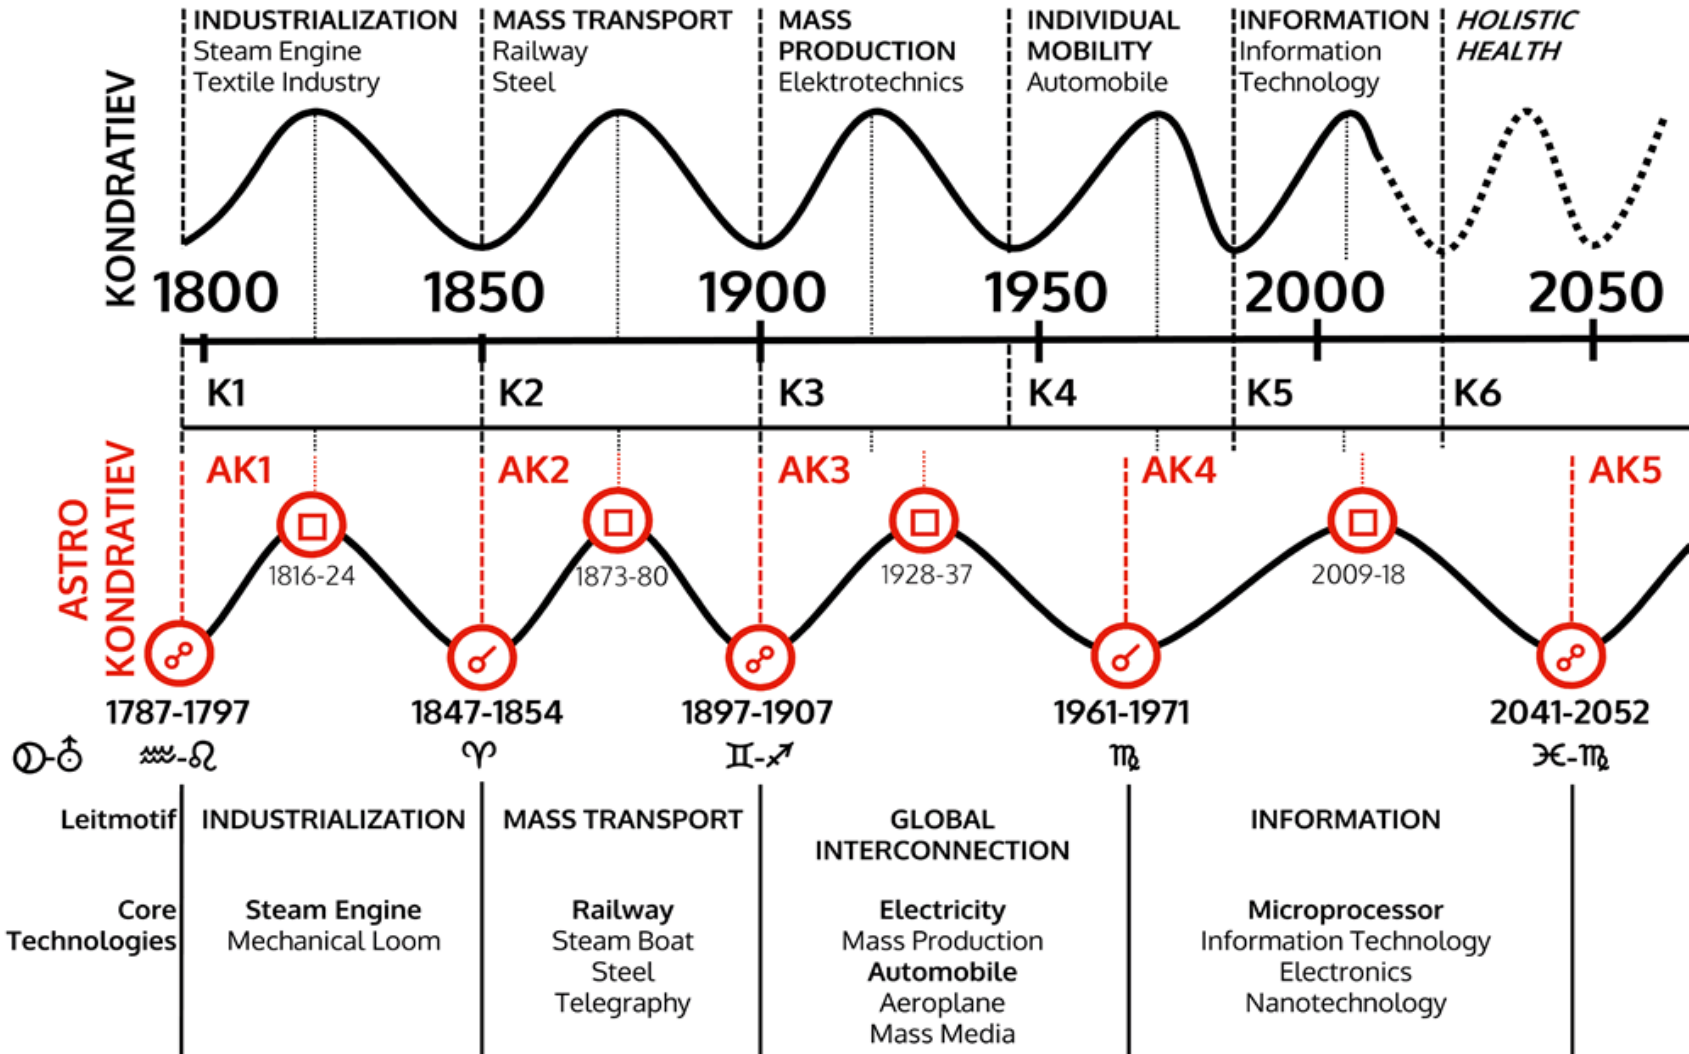 INDUSTRIALIZATION
Steam Engine
Textile Industry
MASS TRANSPORT
Railway
Steel
MASS
PRODUCTION
Elektrotechnics
INDIVIDUAL
MOBILITY
Automobile
INFORMATION
Information
Technology
HOLISTIC
HEALTH
KONDRATIEV
1800
1850
1900
1950
2000
2050
K1
K2
K3
K4
K5
K6
ASTRO
KONDRATIEV
AK1
AK2
AK3
AK4
AK5
1816-24
1873-80
1928-37
2009-18
1787-1797
1847-1854
1897-1907
1961-1971
2041-2052
♒-♌
♈
♊-♐
♍
♓-♍
Leitmotif
INDUSTRIALIZATION
MASS TRANSPORT
GLOBAL
INTERCONNECTION
INFORMATION
Core
Technologies
Steam Engine
Mechanical Loom
Railway
Steam Boat
Steel
Telegraphy
Electricity
Mass Production
Automobile
Aeroplane
Mass Media
Microprocessor
Information Technology
Electronics
Nanotechnology